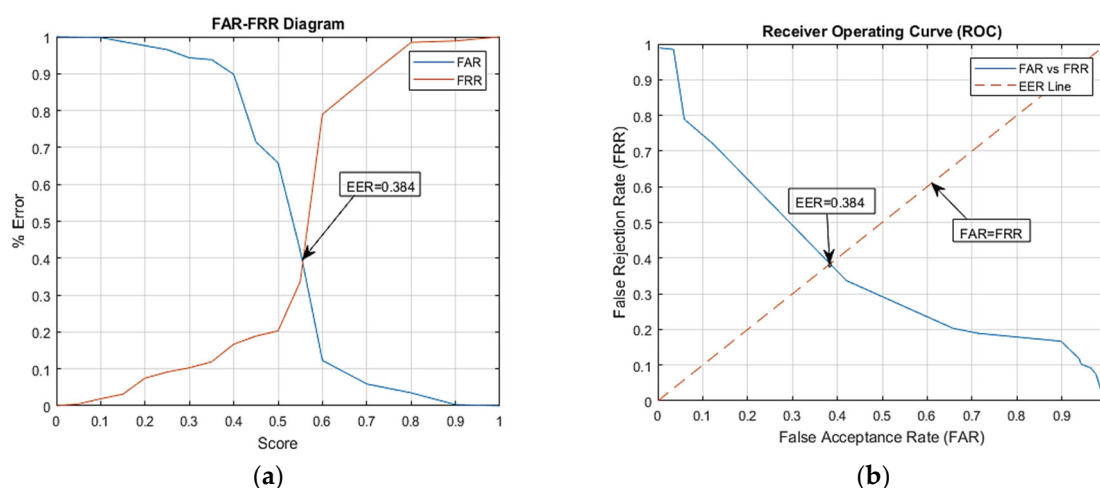 FAR-FRR Diagram
1
0.9
0.8
0.7
0.6
0.5
0.4
0.3
0.2
0.1
0
% Error
FAR
FRR
EER=0.384
0 0.1 0.2 0.3 0.4 0.5 0.6 0.7 0.8 0.9 1
Score
(a)
Receiver Operating Curve (ROC)
1
0.9
0.8
0.7
0.6
0.5
0.4
0.3
0.2
0.1
0
False Rejection Rate (FRR)
FAR vs FRR
EER Line
EER=0.384
FAR=FRR
0 0.1 0.2 0.3 0.4 0.5 0.6 0.7 0.8 0.9
False Acceptance Rate (FAR)
(b)